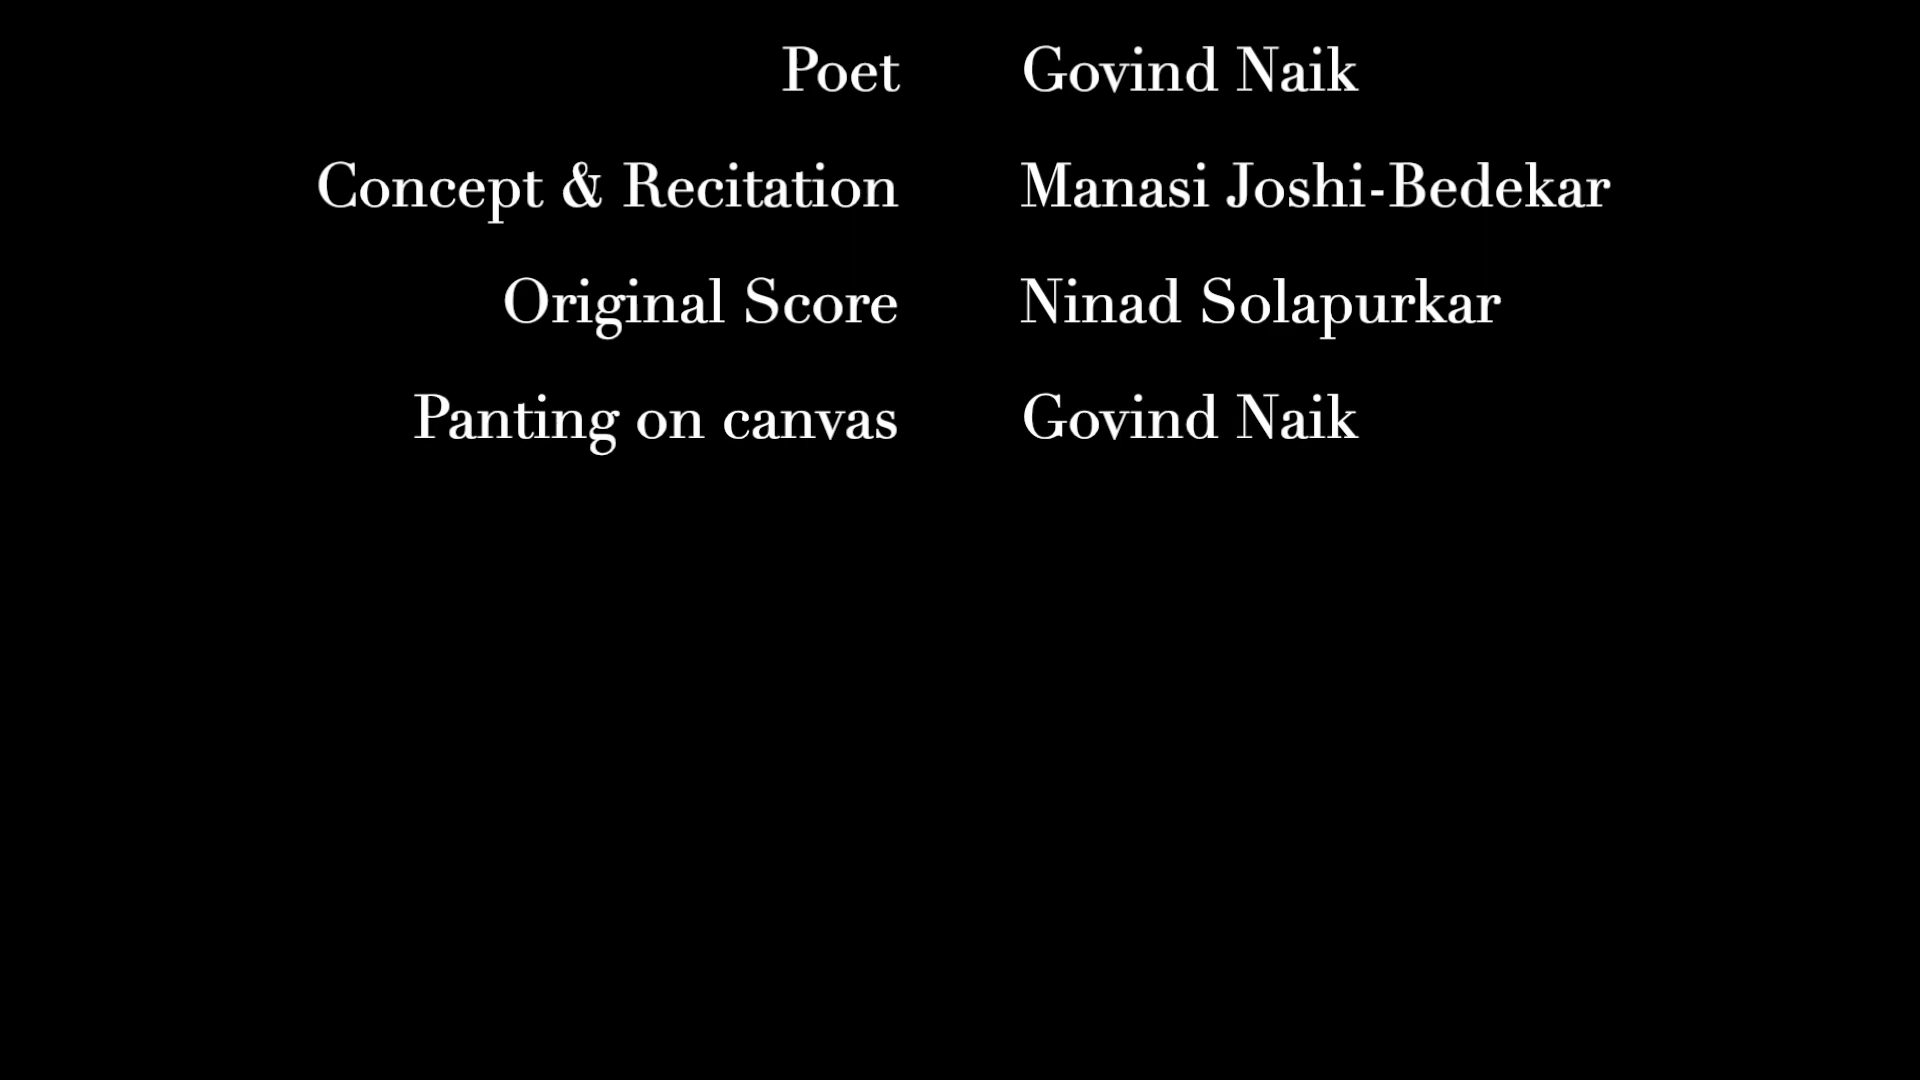 Poet Govind Naik
Concept & Recitation Manasi Joshi-Bedekar
Original Score Ninad Solapurkar
Panting on canvas Govind Naik